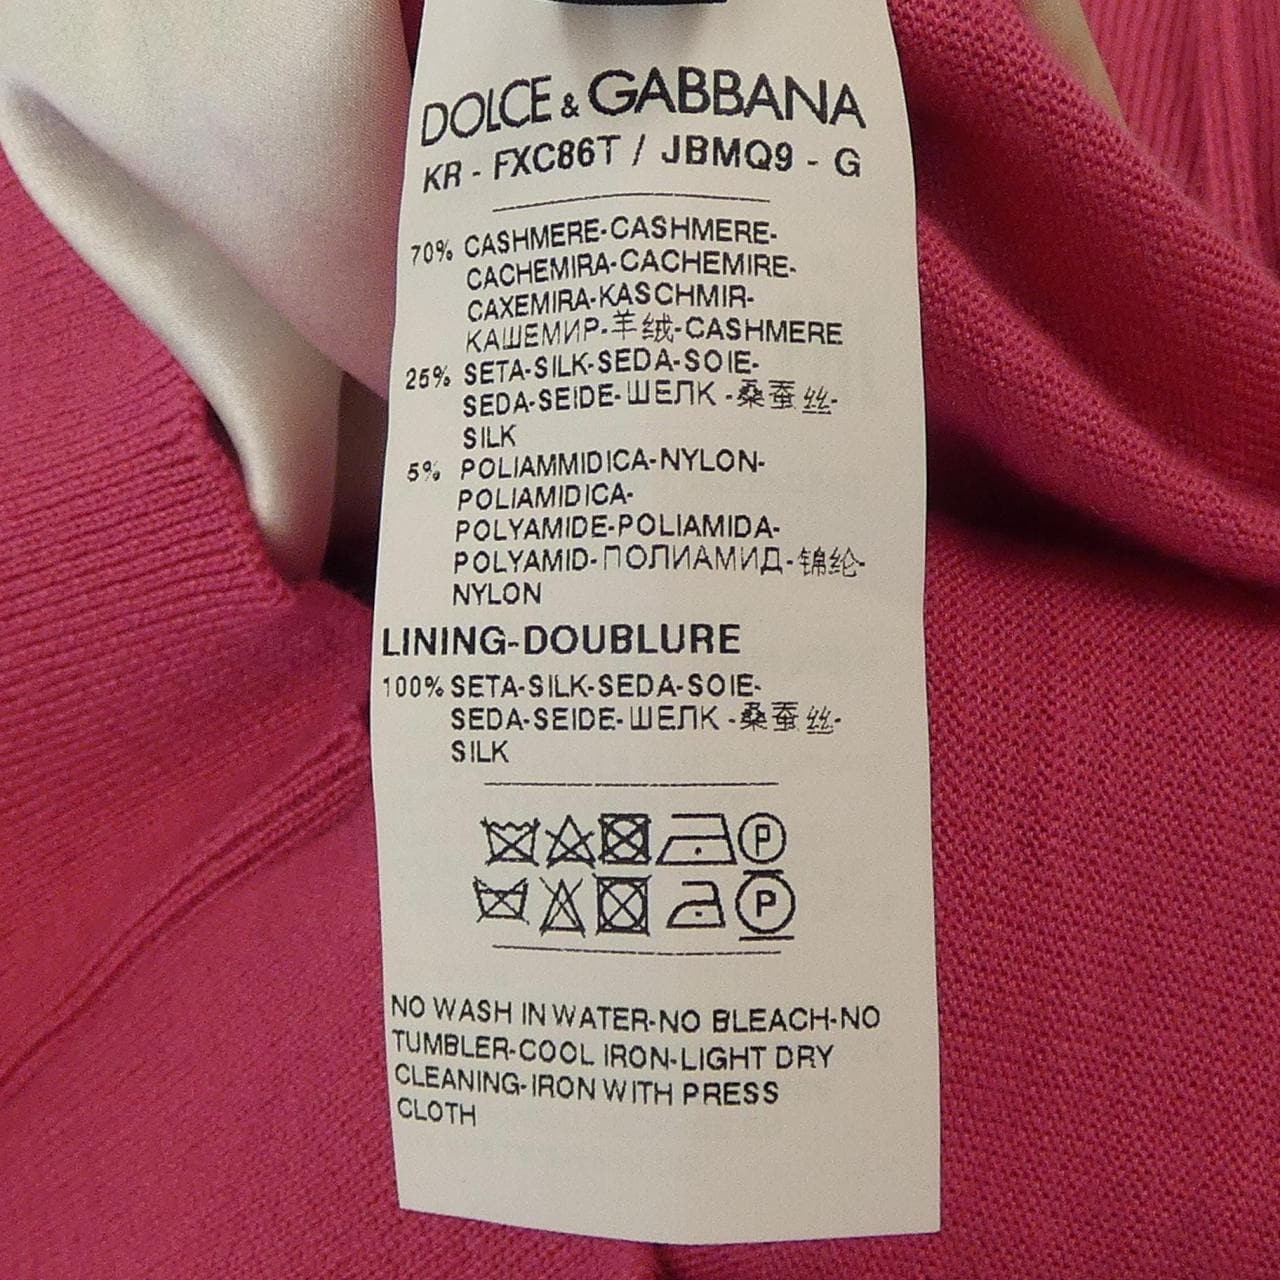 DOLCE & GABBANA
KR - FXC86T / JBMQ9 - G
70% CASHMERE-CASHMERE-
CACHEMIRA-CACHEMIRE-
CAXEMIRA-KASCHMIR-
КАШЕМИР-羊绒-CASHMERE
25% SETA-SILK-SEDA-SOIE-
SEDA-SEIDE-ШЕЛК -桑蚕丝-
SILK
5% POLIAMMIDICA-NYLON-
POLIAMIDICA-
POLYAMIDE-POLIAMIDA-
POLYAMID-ПОЛИАМИД-锦纶-
NYLON
LINING-DOUBLURE
100% SETA-SILK-SEDA-SOIE-
SEDA-SEIDE-ШЕЛК -桑蚕丝-
SILK
P
P
NO WASH IN WATER-NO BLEACH-NO
TUMBLER-COOL IRON-LIGHT DRY
CLEANING-IRON WITH PRESS
CLOTH